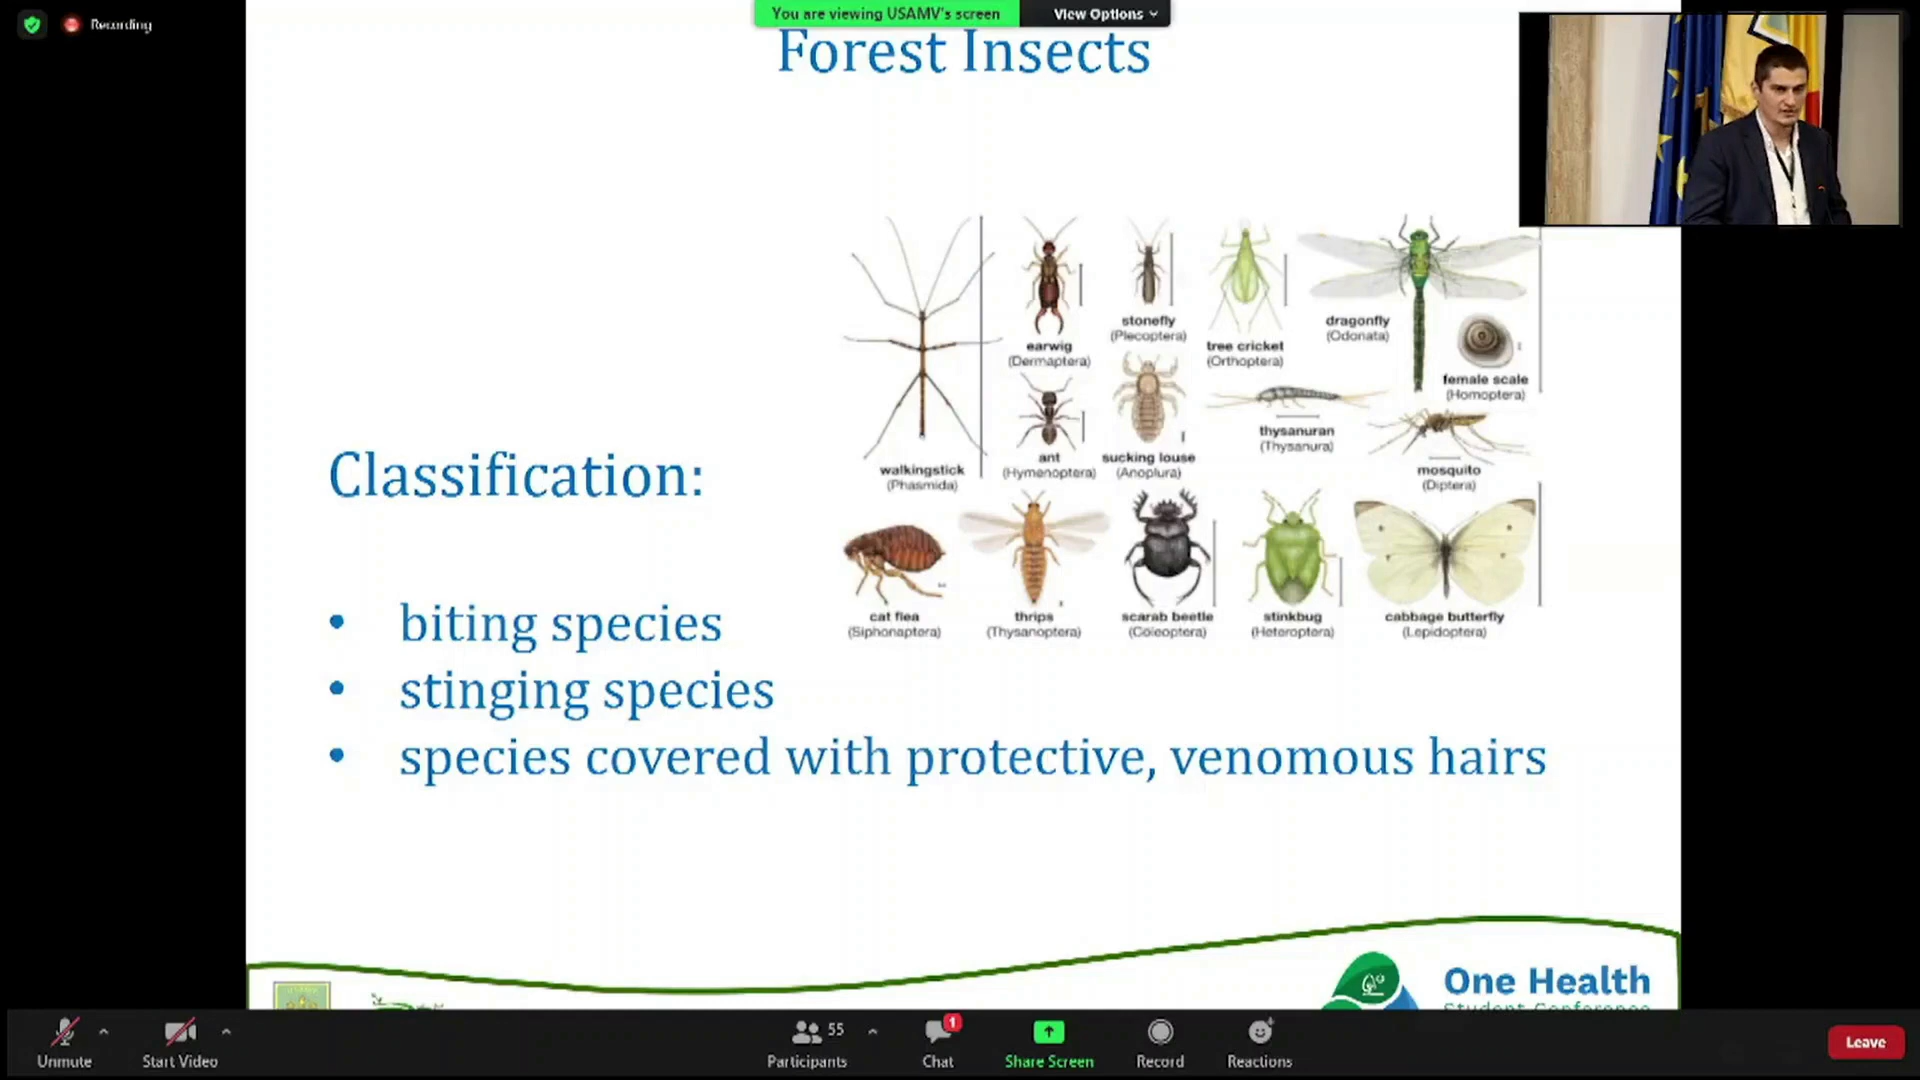 Recording
You are viewing USAMV's screen
View Options
Forest Insects
stonefly
(Plecoptera)
dragonfly
(Odonata)
earwig
(Dermaptera)
tree cricket
(Orthoptera)
female scale
(Homoptera)
thysanuran
(Thysanura)
ant
(Hymenoptera)
sucking louse
(Anoplura)
walkingstick
(Phasmida)
mosquito
(Diptera)
Classification:
cat flea
(Siphonaptera)
thrips
(Thysanoptera)
scarab beetle
(Coleoptera)
stinkbug
(Heteroptera)
cabbage butterfly
(Lepidoptera)
• biting species
• stinging species
• species covered with protective, venomous hairs
One Health
Student Conference
Unmute
Start Video
Participants
55
Chat
1
Share Screen
Record
Reactions
Leave